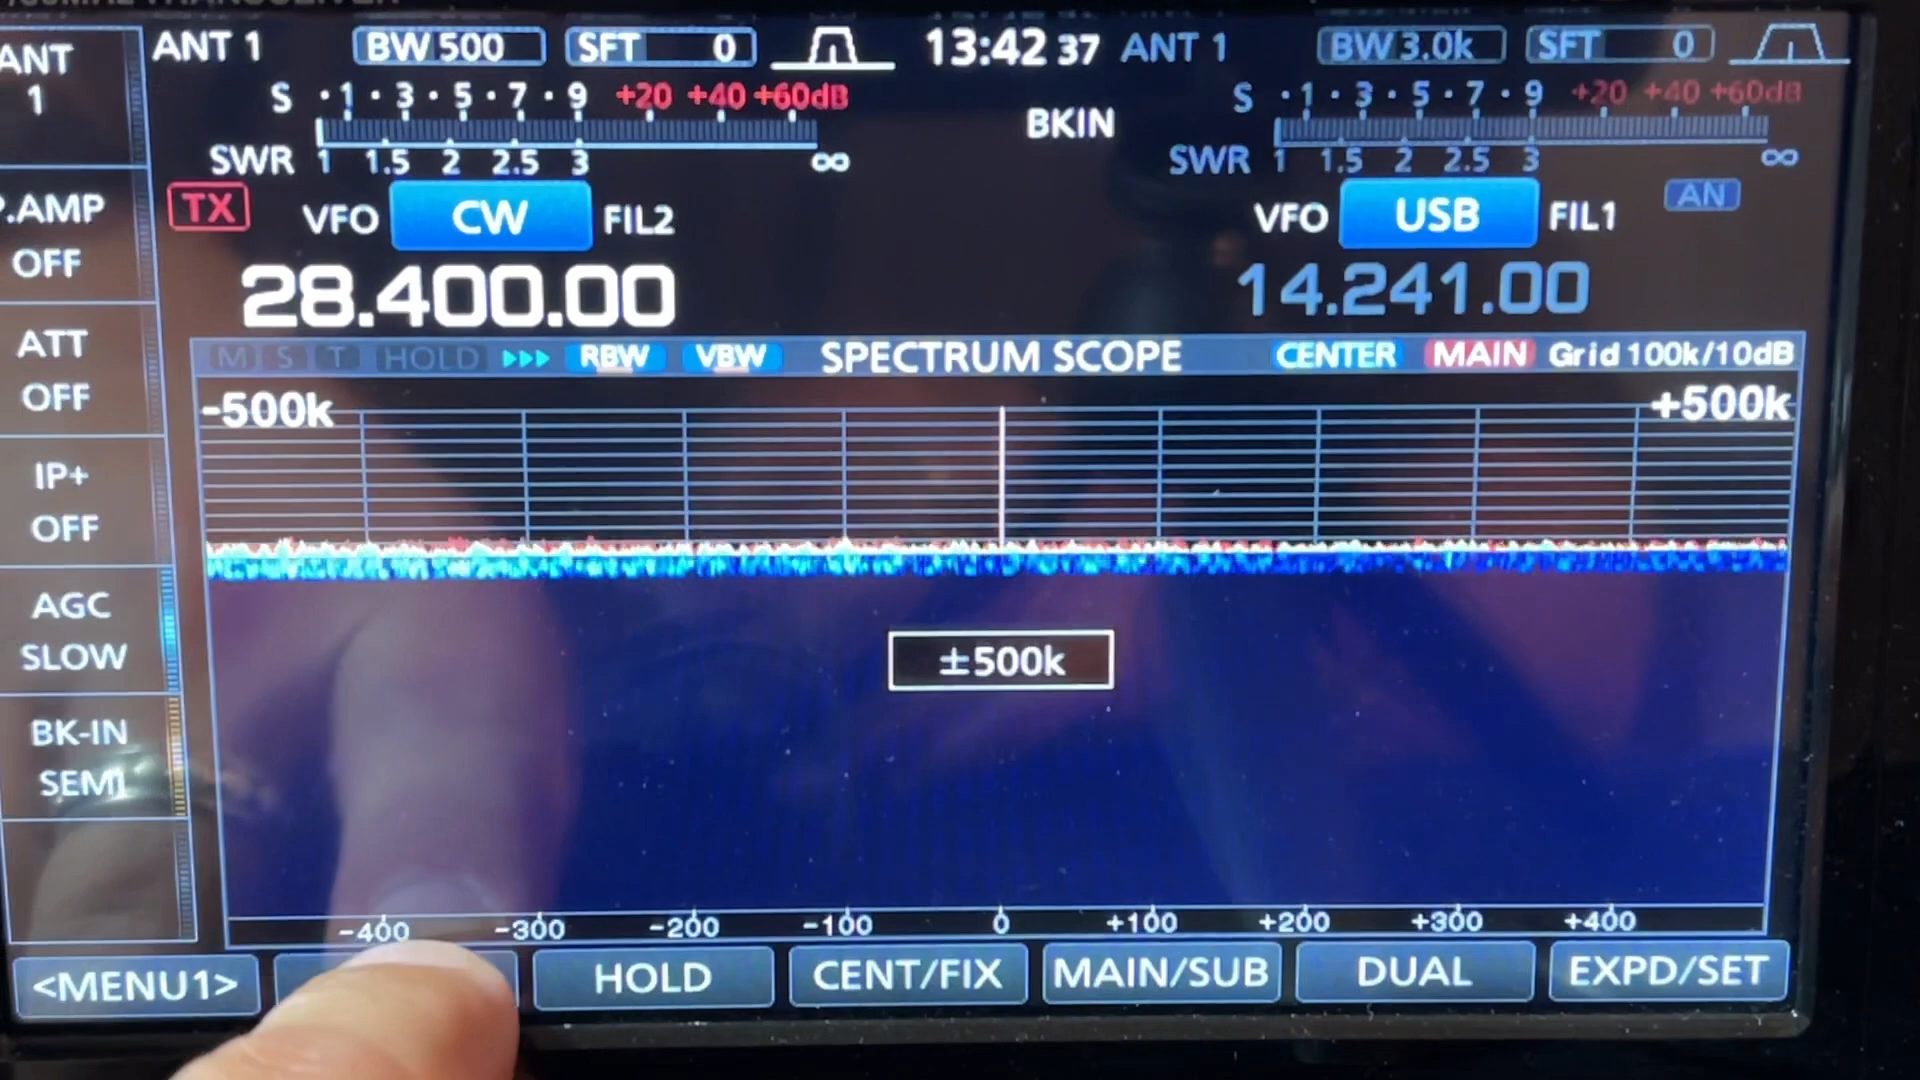 TRANSCEIVER
ANT 1
P.AMP OFF
ATT OFF
IP+ OFF
AGC SLOW
BK-IN SEMI
ANT 1 BW 500 SFT 0 13:42 37 ANT 1 BW 3.0k SFT 0
S ·1·3·5·7·9 +20 +40 +60dB
SWR 1 1.5 2 2.5 3 ∞
BKIN
S ·1·3·5·7·9 +20 +40 +60dB
SWR 1 1.5 2 2.5 3 ∞
TX VFO CW FIL2
VFO USB FIL1 AN
28.400.00
14.241.00
M S T HOLD RBW VBW SPECTRUM SCOPE CENTER MAIN Grid 100k/10dB
-500k +500k
±500k
-400 -300 -200 -100 0 +100 +200 +300 +400
<MENU1> HOLD CENT/FIX MAIN/SUB DUAL EXPD/SET